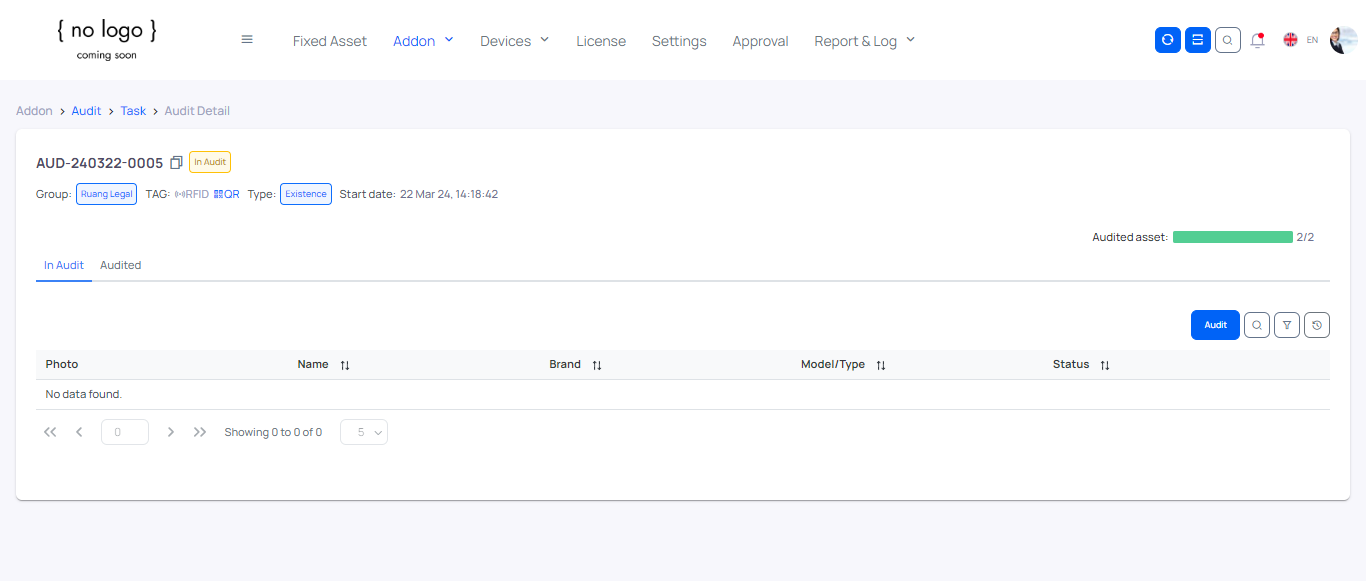 { no logo }
coming soon
Fixed Asset Addon Devices License Settings Approval Report & Log EN
Addon > Audit > Task > Audit Detail
AUD-240322-0005 In Audit
Group: Ruang Legal TAG: RFID QR Type: Existence Start date: 22 Mar 24, 14:18:42
Audited asset: 2/2
In Audit Audited
Audit
Photo Name Brand Model/Type Status
No data found.
0 Showing 0 to 0 of 0 5